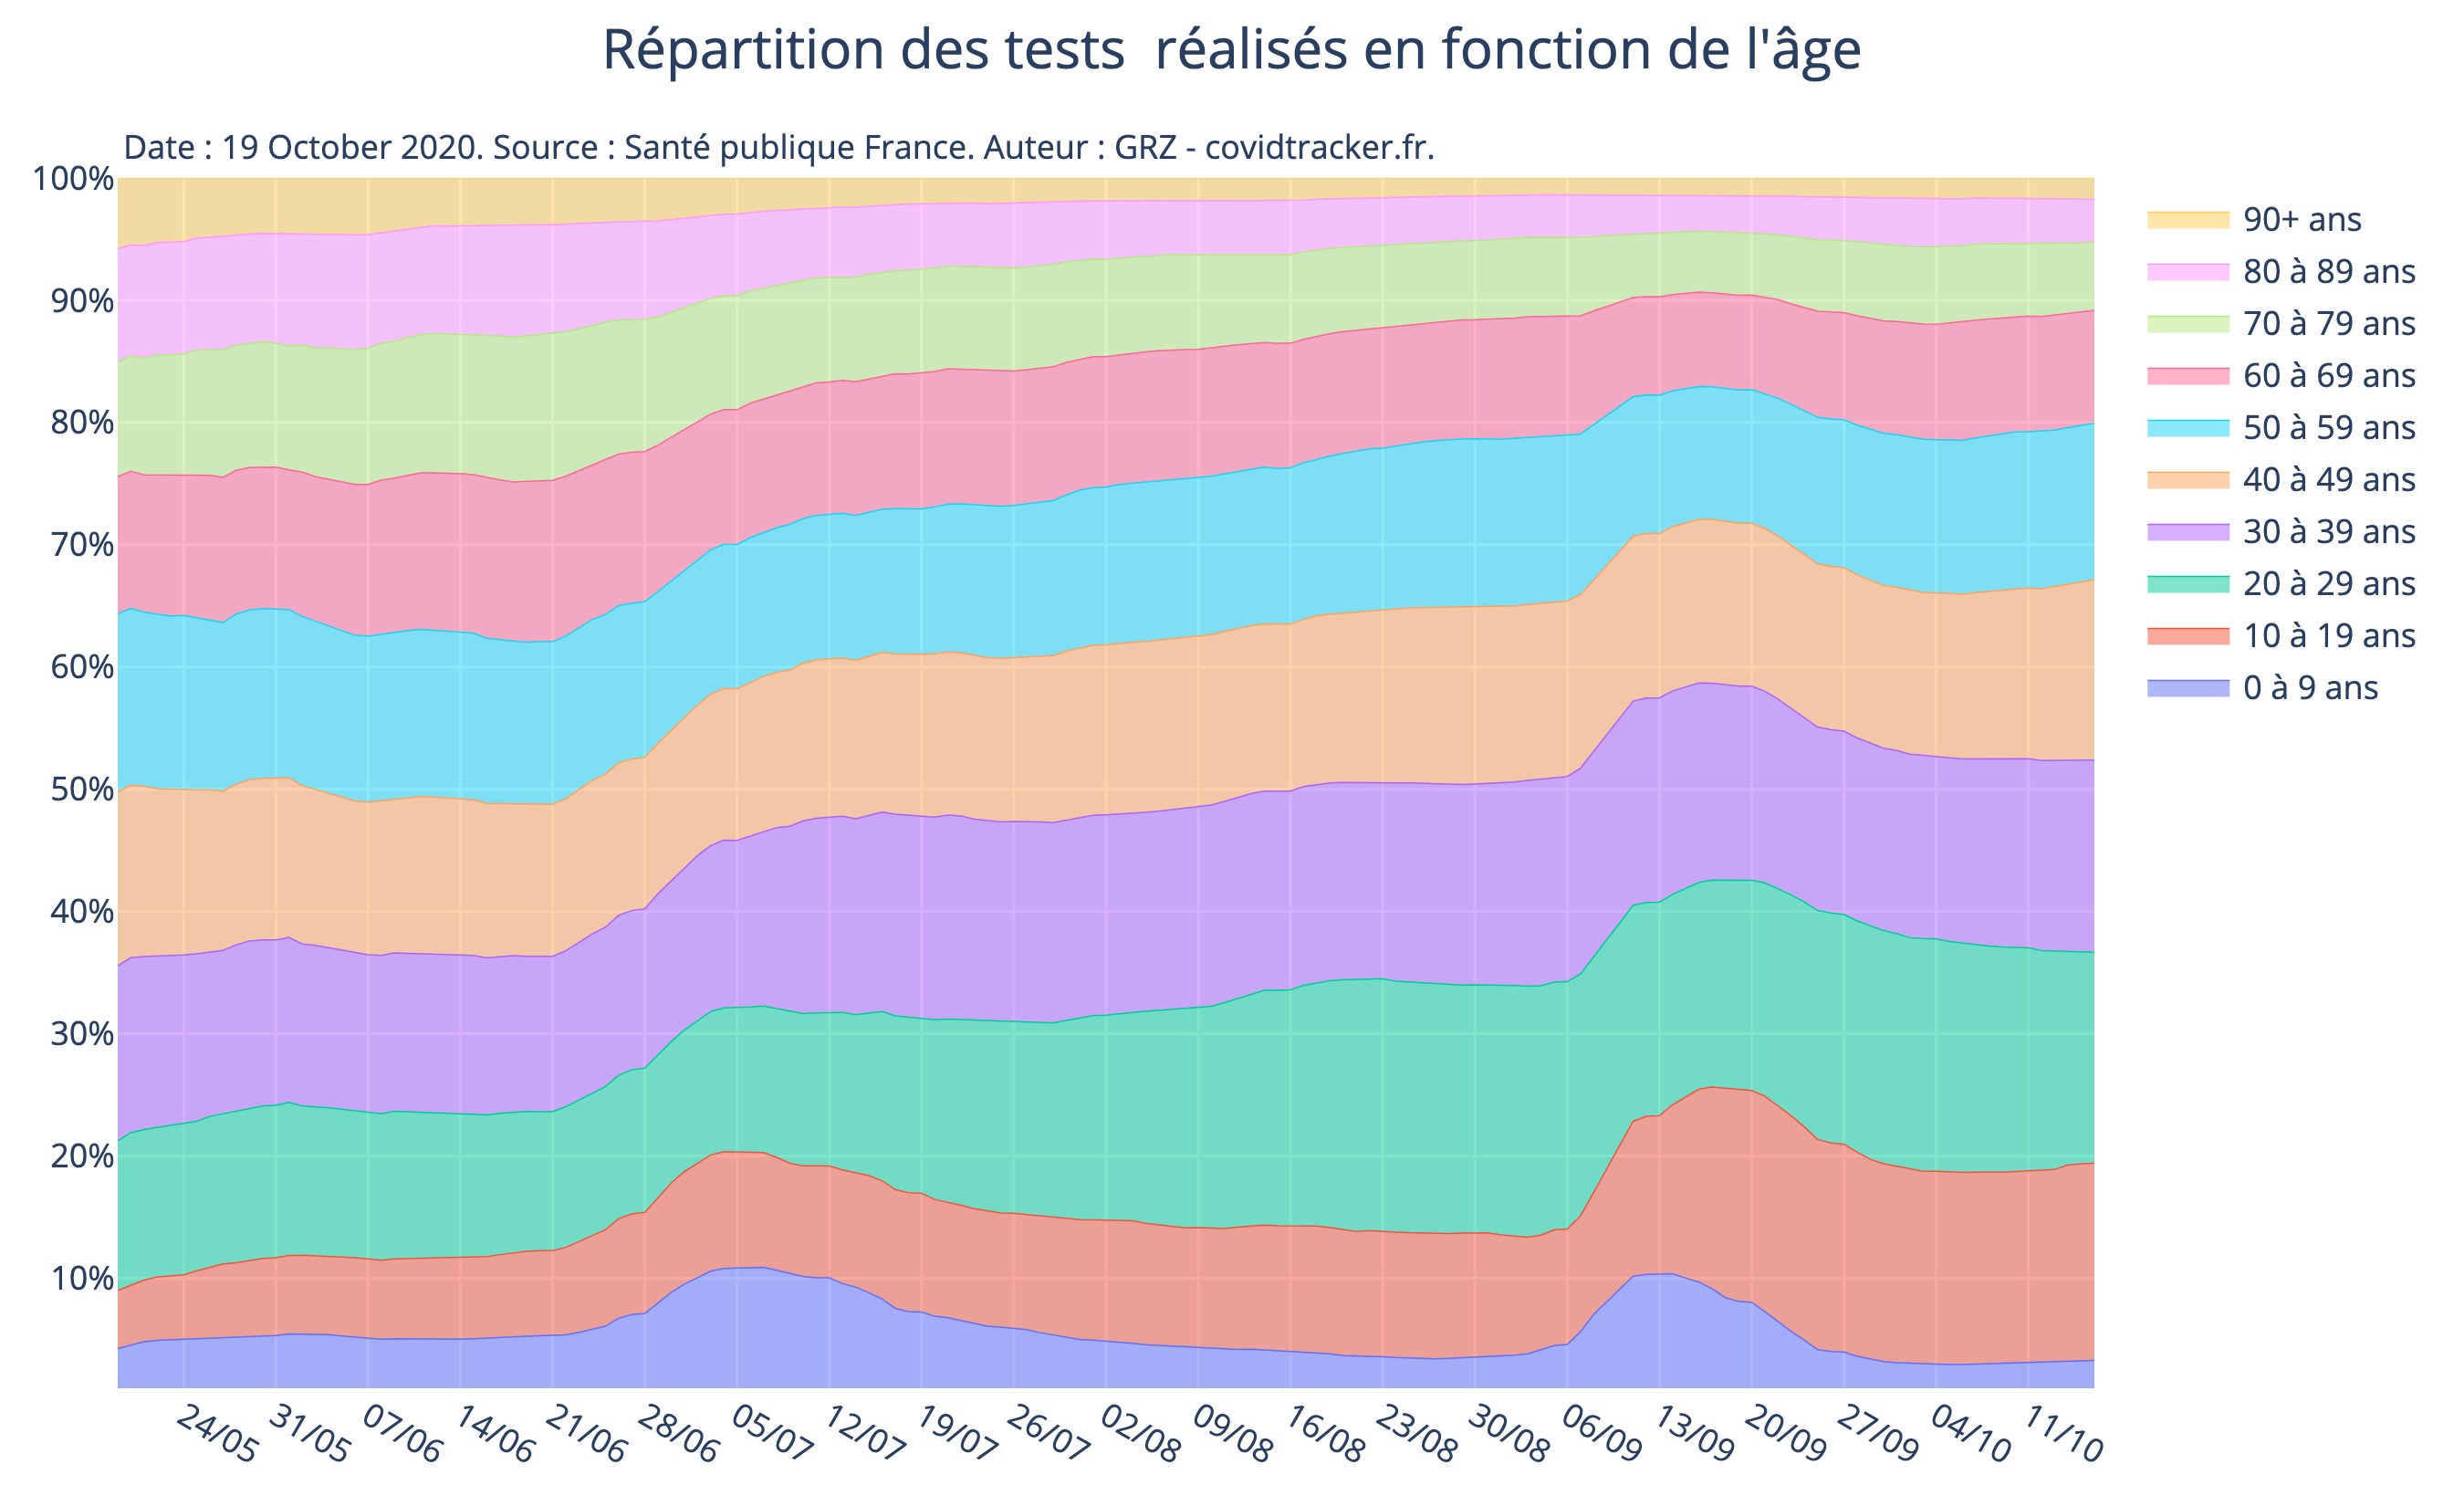 Répartition des tests  réalisés en fonction de l'âge
Date : 19 October 2020. Source : Santé publique France. Auteur : GRZ - covidtracker.fr.
100%
90%
80%
70%
60%
50%
40%
30%
20%
10%
24/05
31/05
07/06
14/06
21/06
28/06
05/07
12/07
19/07
26/07
02/08
09/08
16/08
23/08
30/08
06/09
13/09
20/09
27/09
04/10
11/10
90+ ans
80 à 89 ans
70 à 79 ans
60 à 69 ans
50 à 59 ans
40 à 49 ans
30 à 39 ans
20 à 29 ans
10 à 19 ans
0 à 9 ans